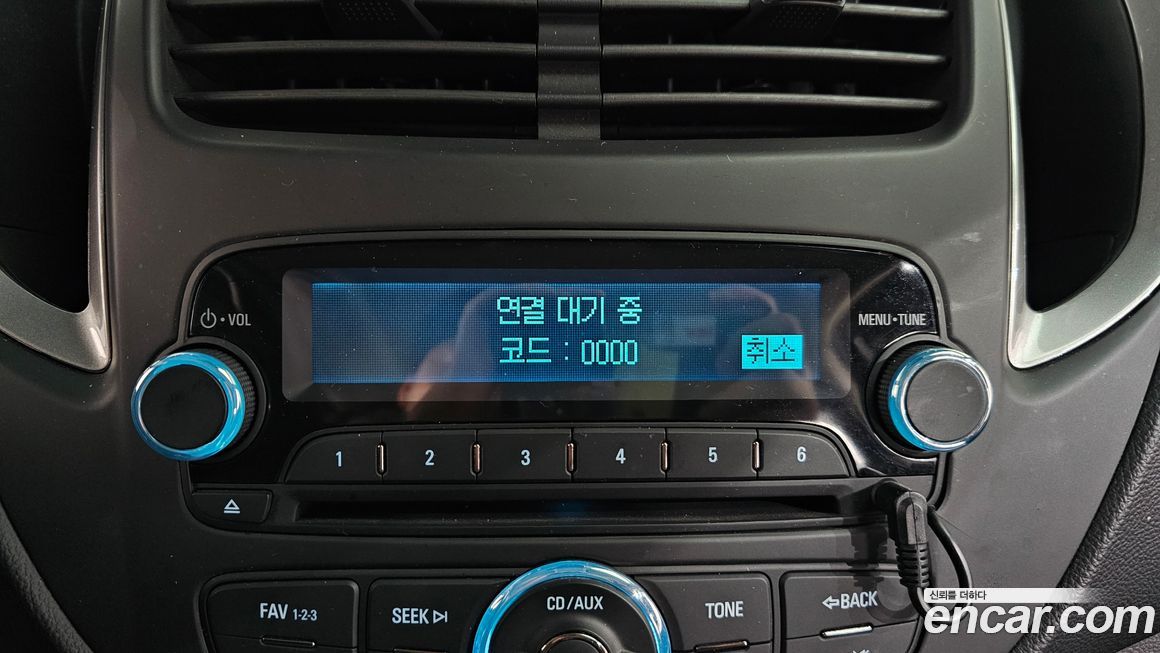 연결 대기 중
VOL
MENU•TUNE
코드 : 0000
취소
1 2 3 4 5 6
FAV 1-2-3
SEEK
CD/AUX
TONE
BACK
신뢰를 더하다
encar.com